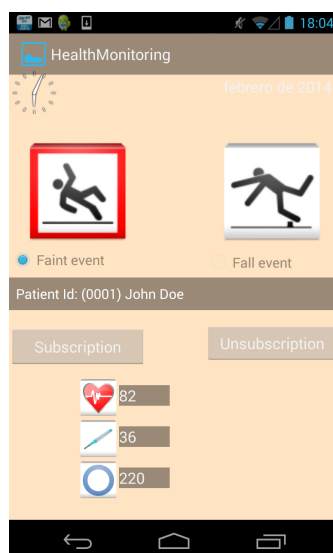 18:04
HealthMonitoring
febrero de 2014
Faint event
Fall event
Patient Id: (0001) John Doe
Subscription
Unsubscription
82
36
220